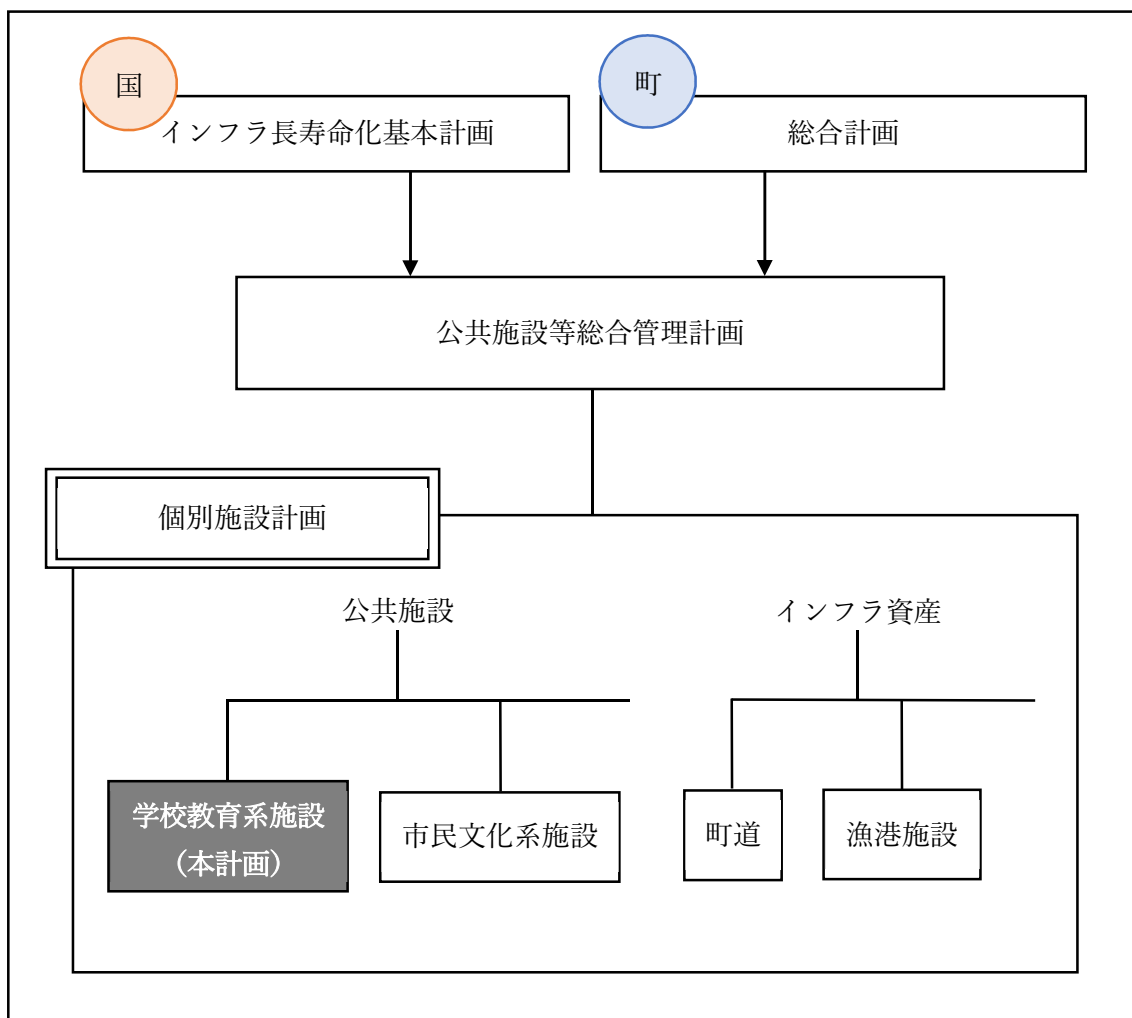 国
インフラ長寿命化基本計画
町
総合計画
公共施設等総合管理計画
個別施設計画
公共施設
インフラ資産
学校教育系施設
（本計画）
市民文化系施設
町道
漁港施設